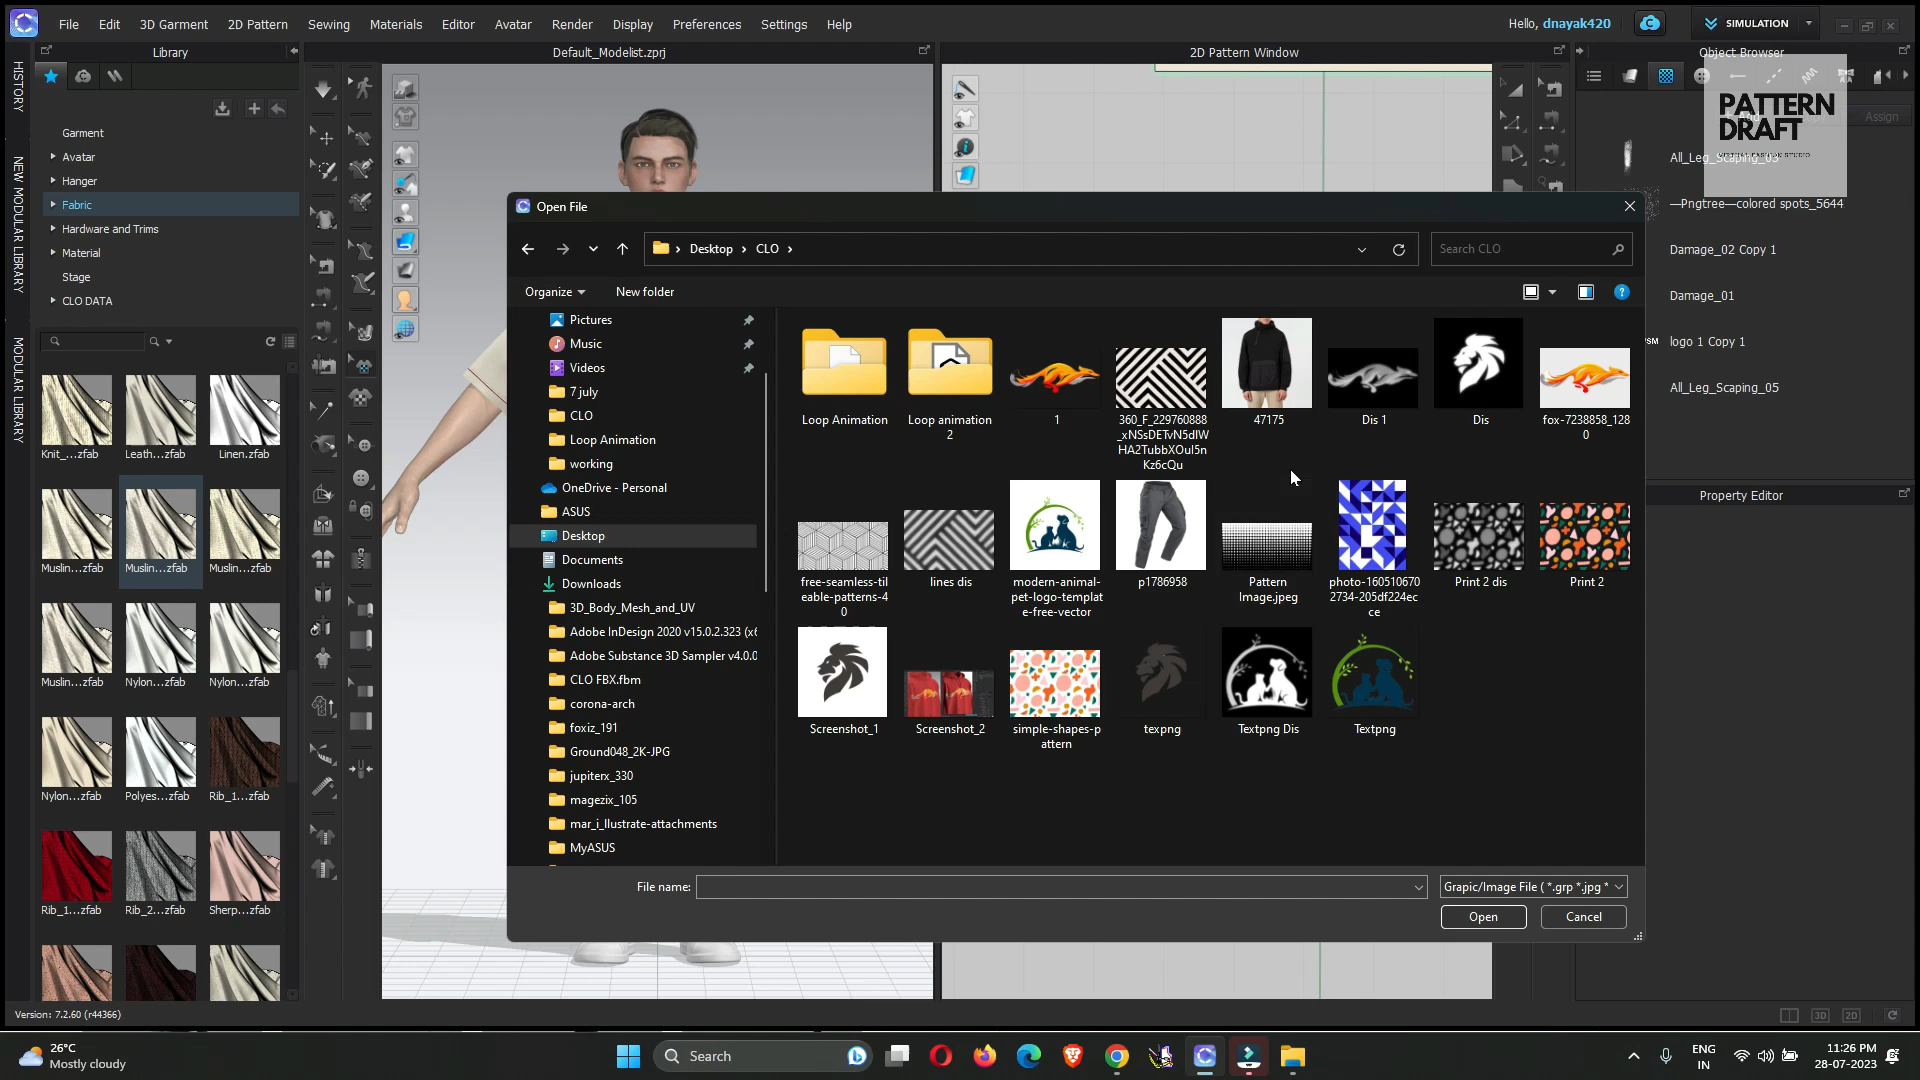 File
Edit
3D Garment
2D Pattern
Sewing
Materials
Editor
Avatar
Render
Display
Preferences
Settings
Help
Hello, dnayak420
SIMULATION
Library
Default_Modelist.zprj
2D Pattern Window
Object Browser
HISTORY
NEW MODULAR LIBRARY
MODULAR LIBRARY
Garment
Avatar
Hanger
Fabric
Hardware and Trims
Material
Stage
CLO DATA
Knit_...zfab
Leath...zfab
Linen.zfab
Muslin...zfab
Muslin...zfab
Muslin...zfab
Muslin...zfab
Nylon...zfab
Nylon...zfab
Nylon...zfab
Polyes...zfab
Rib_1...zfab
Rib_1...zfab
Rib_2...zfab
Sherp...zfab
Open File
Desktop
CLO
Search CLO
Organize
New folder
Pictures
Music
Videos
7 july
CLO
Loop Animation
working
OneDrive - Personal
ASUS
Desktop
Documents
Downloads
3D_Body_Mesh_and_UV
Adobe InDesign 2020 v15.0.2.323 (x6
Adobe Substance 3D Sampler v4.0.0
CLO FBX.fbm
corona-arch
foxiz_191
Ground048_2K-JPG
jupiterx_330
magezix_105
mar_i_llustrate-attachments
MyASUS
Loop Animation
Loop animation
2
1
360_F_229760888
_xNSsDETvN5dIW
HA2TubbXOuI5n
Kz6cQu
47175
Dis 1
Dis
fox-7238858_128
0
free-seamless-til
eable-patterns-4
0
lines dis
modern-animal-
pet-logo-templat
e-free-vector
p1786958
Pattern
Image.jpeg
photo-160510670
2734-205df224ec
ce
Print 2 dis
Print 2
Screenshot_1
Screenshot_2
simple-shapes-p
attern
texpng
Textpng Dis
Textpng
File name:
Grapic/Image File ( *.grp *.jpg *
Open
Cancel
PATTERN
DRAFT
Assign
All_Leg_Scaping_03
—Pngtree—colored spots_5644
Damage_02 Copy 1
Damage_01
logo 1 Copy 1
All_Leg_Scaping_05
Property Editor
Version: 7.2.60 (r44366)
3D
2D
26°C
Mostly cloudy
Search
ENG
IN
11:26 PM
28-07-2023